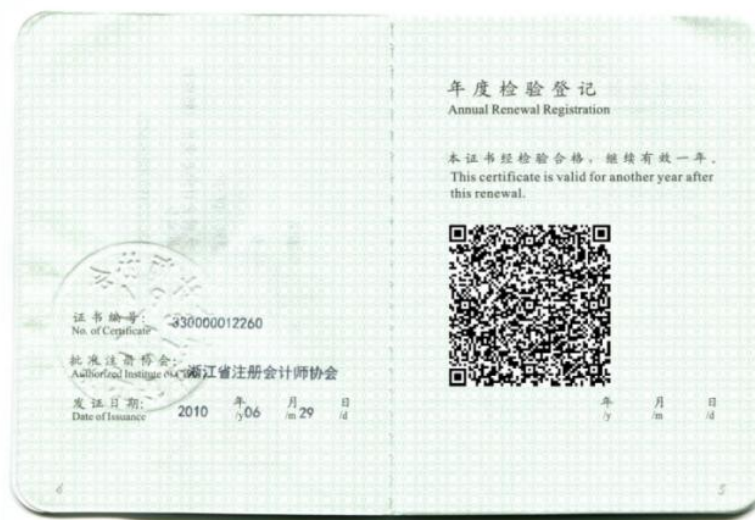 证书编号:
No. of Certificate
330000012260
批准注册协会:
Authorized Institute of CPAs
浙江省注册会计师协会
发证日期:
Date of Issuance
2010 年 06 月 29 日
/y /m /d
6
年度检验登记
Annual Renewal Registration
本证书经检验合格，继续有效一年。
This certificate is valid for another year after
this renewal.
年 月 日
/y /m /d
5